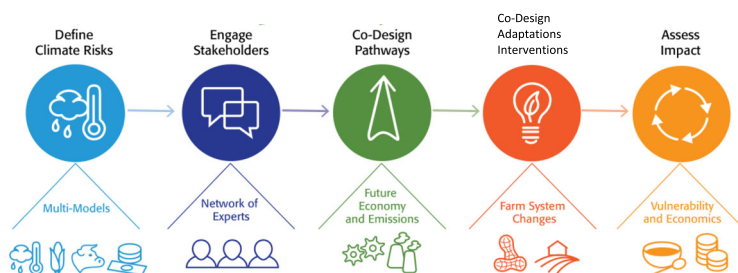 Define
Climate Risks
Engage
Stakeholders
Co-Design
Pathways
Co-Design
Adaptations
Interventions
Assess
Impact
Multi-Models
Network of
Experts
Future
Economy
and Emissions
Farm System
Changes
Vulnerability
and Economics